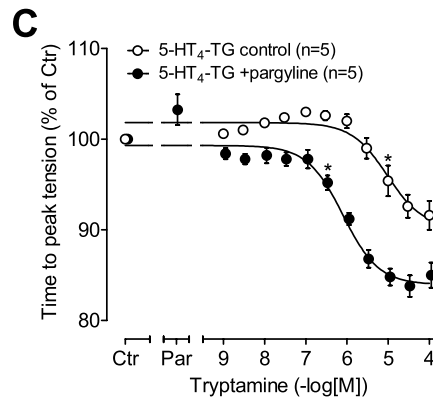 C
110
5-HT4-TG control (n=5)
5-HT4-TG +pargyline (n=5)
Time to peak tension (% of Ctr)
100
*
*
90
80
Ctr Par 9 8 7 6 5 4
Tryptamine (-log[M])